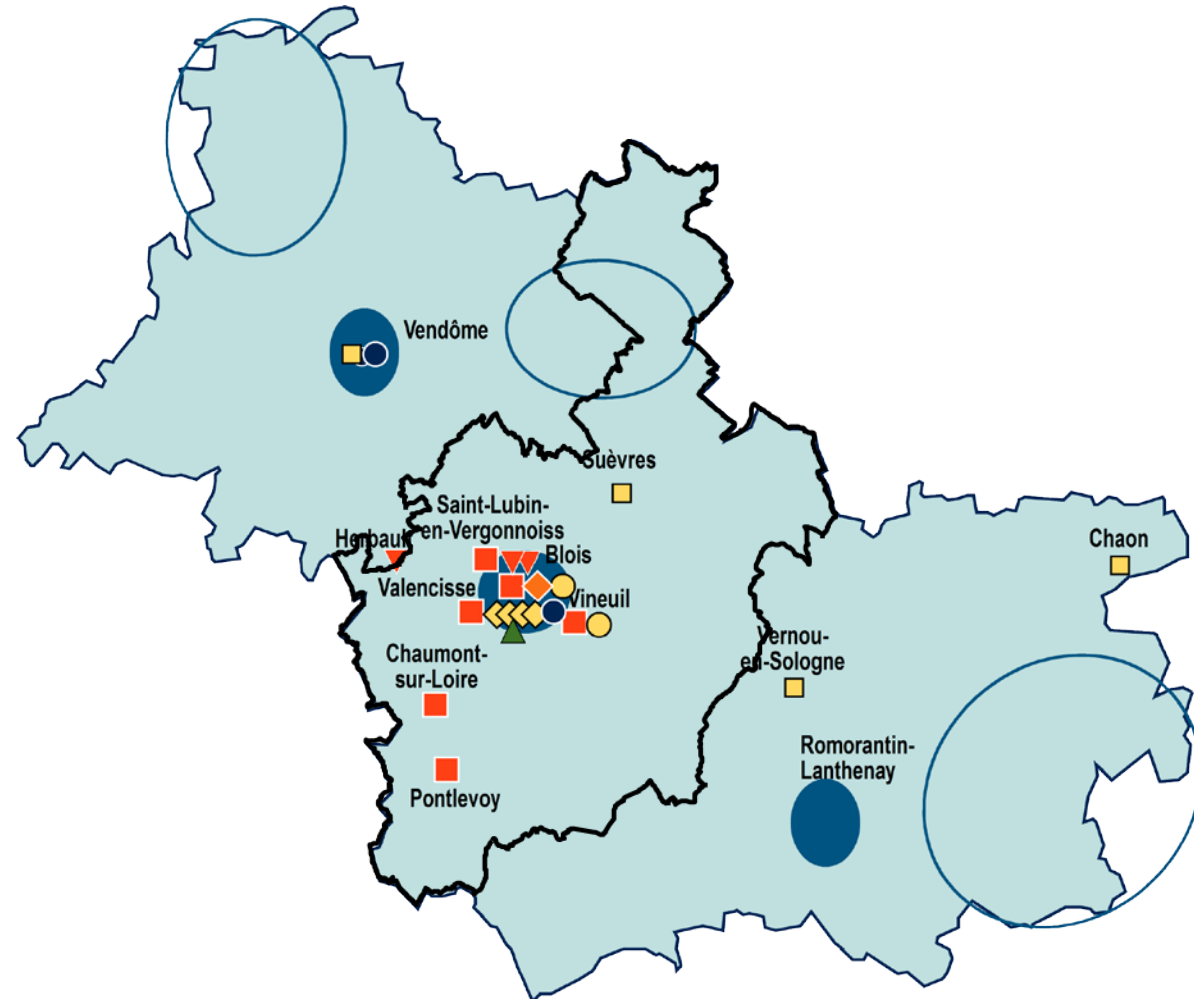 Vendôme
Suèvres
Saint-Lubin-
en-Vergonnoiss
Herbault
Blois
Chaon
Valencisse
Vineuil
Vernou-
en-Sologne
Chaumont-
sur-Loire
Romorantin-
Lanthenay
Pontlevoy